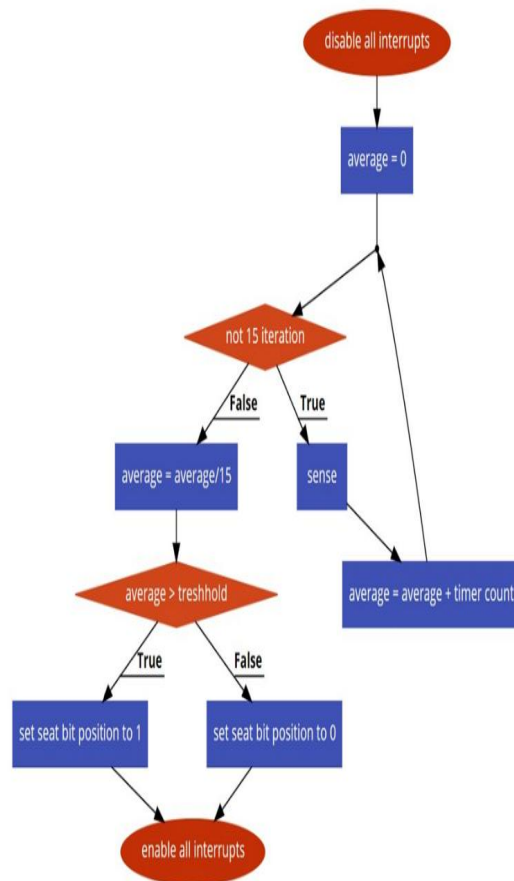 disable all interrupts
average = 0
not 15 iteration
False
True
average = average/15
sense
average > treshhold
average = average + timer count
True
False
set seat bit position to 1
set seat bit position to 0
enable all interrupts